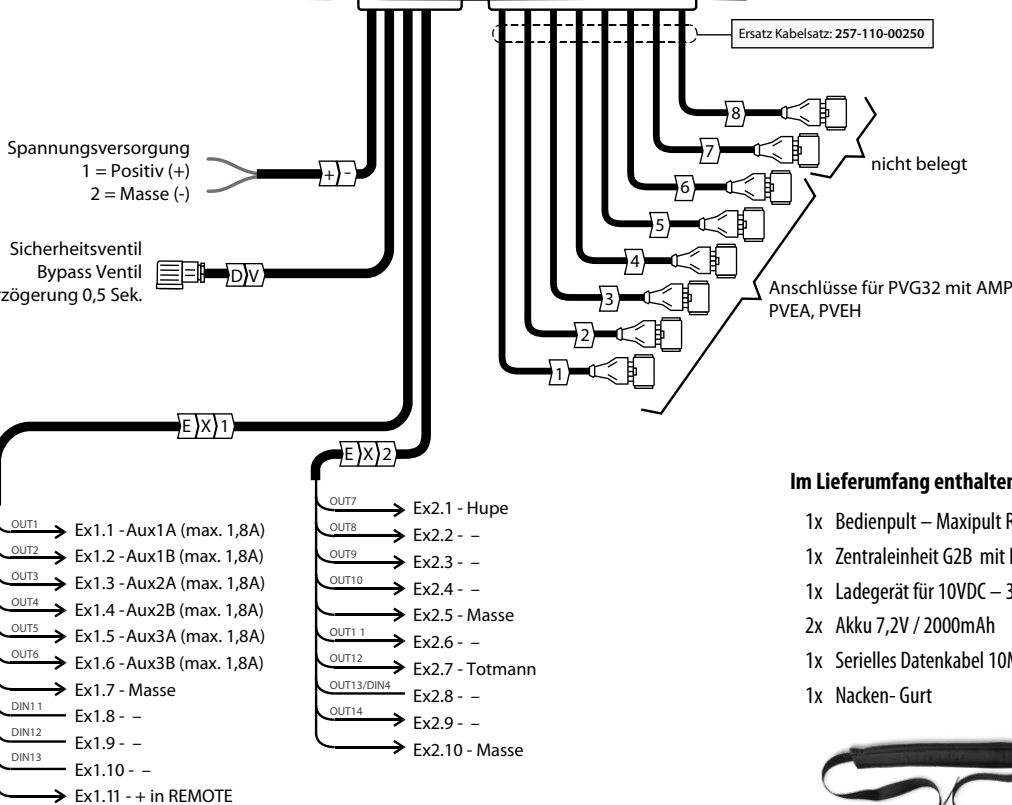 Ersatz Kabelsatz: 257-110-00250
8
7
nicht belegt
6
5
4
3
2
1
Anschlüsse für PVG32 mit AMP
PVEA, PVEH
Spannungsversorgung
1 = Positiv (+)
2 = Masse (-)
+ -
Sicherheitsventil
Bypass Ventil
zögerung 0,5 Sek.
D V
E X 1
OUT1 Ex1.1 - Aux1A (max. 1,8A)
OUT2 Ex1.2 - Aux1B (max. 1,8A)
OUT3 Ex1.3 - Aux2A (max. 1,8A)
OUT4 Ex1.4 - Aux2B (max. 1,8A)
OUT5 Ex1.5 - Aux3A (max. 1,8A)
OUT6 Ex1.6 - Aux3B (max. 1,8A)
Ex1.7 - Masse
DIN11 Ex1.8 - –
DIN12 Ex1.9 - –
DIN13 Ex1.10 - –
Ex1.11 - + in REMOTE
E X 2
OUT7 Ex2.1 - Hupe
OUT8 Ex2.2 - –
OUT9 Ex2.3 - –
OUT10 Ex2.4 - –
Ex2.5 - Masse
OUT1 1 Ex2.6 - –
OUT12 Ex2.7 - Totmann
OUT13/DIN4 Ex2.8 - –
OUT14 Ex2.9 - –
Ex2.10 - Masse
Im Lieferumfang enthalten
1x Bedienpult – Maxipult
1x Zentraleinheit G2B mit
1x Ladegerät für 10VDC – 3
2x Akku 7,2V / 2000mAh
1x Serielles Datenkabel 10
1x Nacken- Gurt